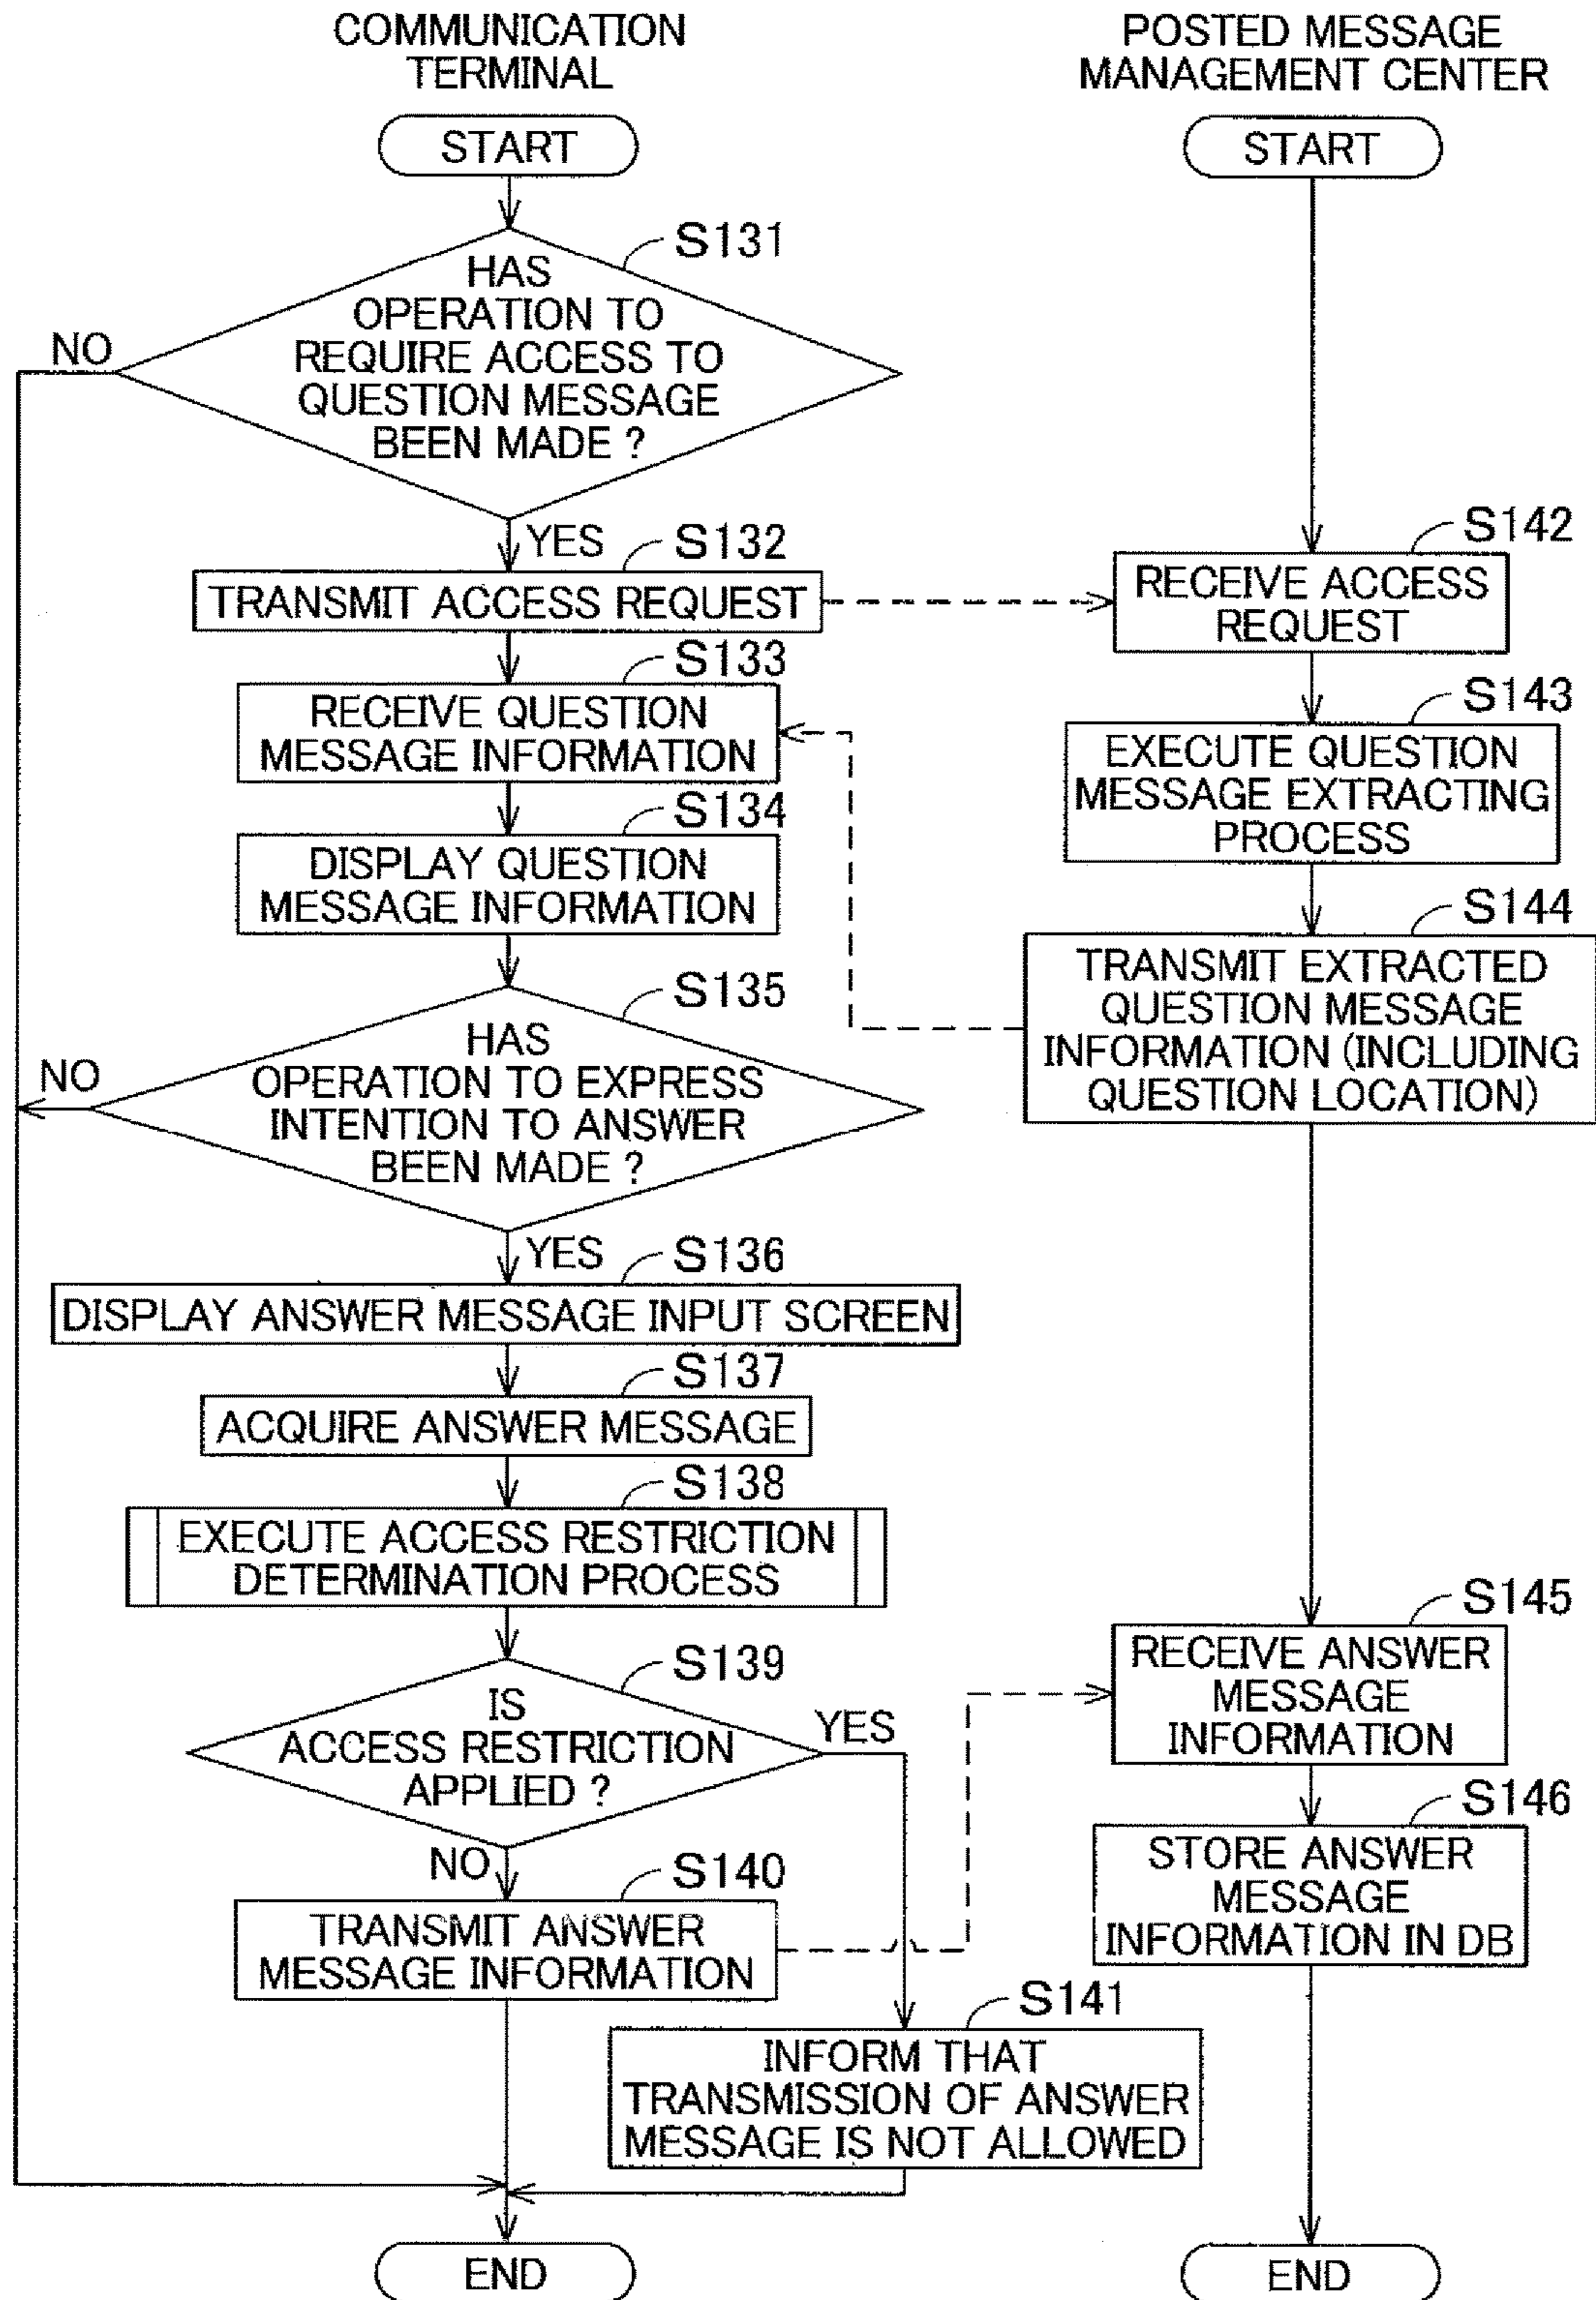 COMMUNICATION
TERMINAL
START
S131
HAS
OPERATION TO
REQUIRE ACCESS TO
QUESTION MESSAGE
BEEN MADE ?
NO
YES
S132
TRANSMIT ACCESS REQUEST
S133
RECEIVE QUESTION
MESSAGE INFORMATION
S134
DISPLAY QUESTION
MESSAGE INFORMATION
S135
HAS
OPERATION TO EXPRESS
INTENTION TO ANSWER
BEEN MADE ?
NO
YES
S136
DISPLAY ANSWER MESSAGE INPUT SCREEN
S137
ACQUIRE ANSWER MESSAGE
S138
EXECUTE ACCESS RESTRICTION
DETERMINATION PROCESS
S139
IS
ACCESS RESTRICTION
APPLIED ?
YES
NO
S140
TRANSMIT ANSWER
MESSAGE INFORMATION
S141
INFORM THAT
TRANSMISSION OF ANSWER
MESSAGE IS NOT ALLOWED
END
POSTED MESSAGE
MANAGEMENT CENTER
START
S142
RECEIVE ACCESS
REQUEST
S143
EXECUTE QUESTION
MESSAGE EXTRACTING
PROCESS
S144
TRANSMIT EXTRACTED
QUESTION MESSAGE
INFORMATION (INCLUDING
QUESTION LOCATION)
S145
RECEIVE ANSWER
MESSAGE
INFORMATION
S146
STORE ANSWER
MESSAGE
INFORMATION IN DB
END